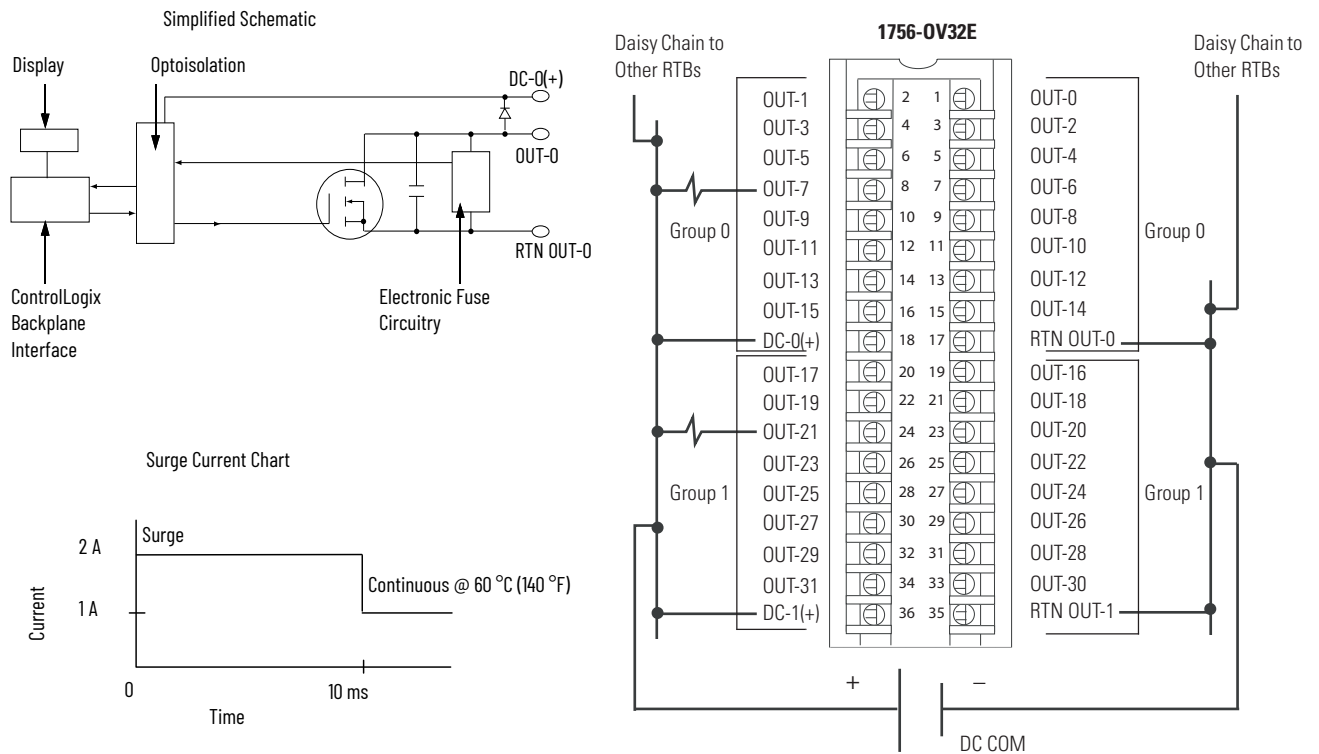 Simplified Schematic
Display
Optoisolation
DC-0(+)
OUT-0
RTN OUT-0
ControlLogix
Backplane
Interface
Electronic Fuse
Circuitry
Surge Current Chart
Surge
2 A
Continuous @ 60 °C (140 °F)
1 A
Current
0
10 ms
Time
1756-OV32E
Daisy Chain to
Other RTBs
Daisy Chain to
Other RTBs
OUT-1 2 1 OUT-0
OUT-3 4 3 OUT-2
OUT-5 6 5 OUT-4
OUT-7 8 7 OUT-6
OUT-9 10 9 OUT-8
Group 0 Group 0
OUT-11 12 11 OUT-10
OUT-13 14 13 OUT-12
OUT-15 16 15 OUT-14
DC-0(+) 18 17 RTN OUT-0
OUT-17 20 19 OUT-16
OUT-19 22 21 OUT-18
OUT-21 24 23 OUT-20
OUT-23 26 25 OUT-22
Group 1 OUT-25 28 27 OUT-24 Group 1
OUT-27 30 29 OUT-26
OUT-29 32 31 OUT-28
OUT-31 34 33 OUT-30
DC-1(+) 36 35 RTN OUT-1
+ –
DC COM